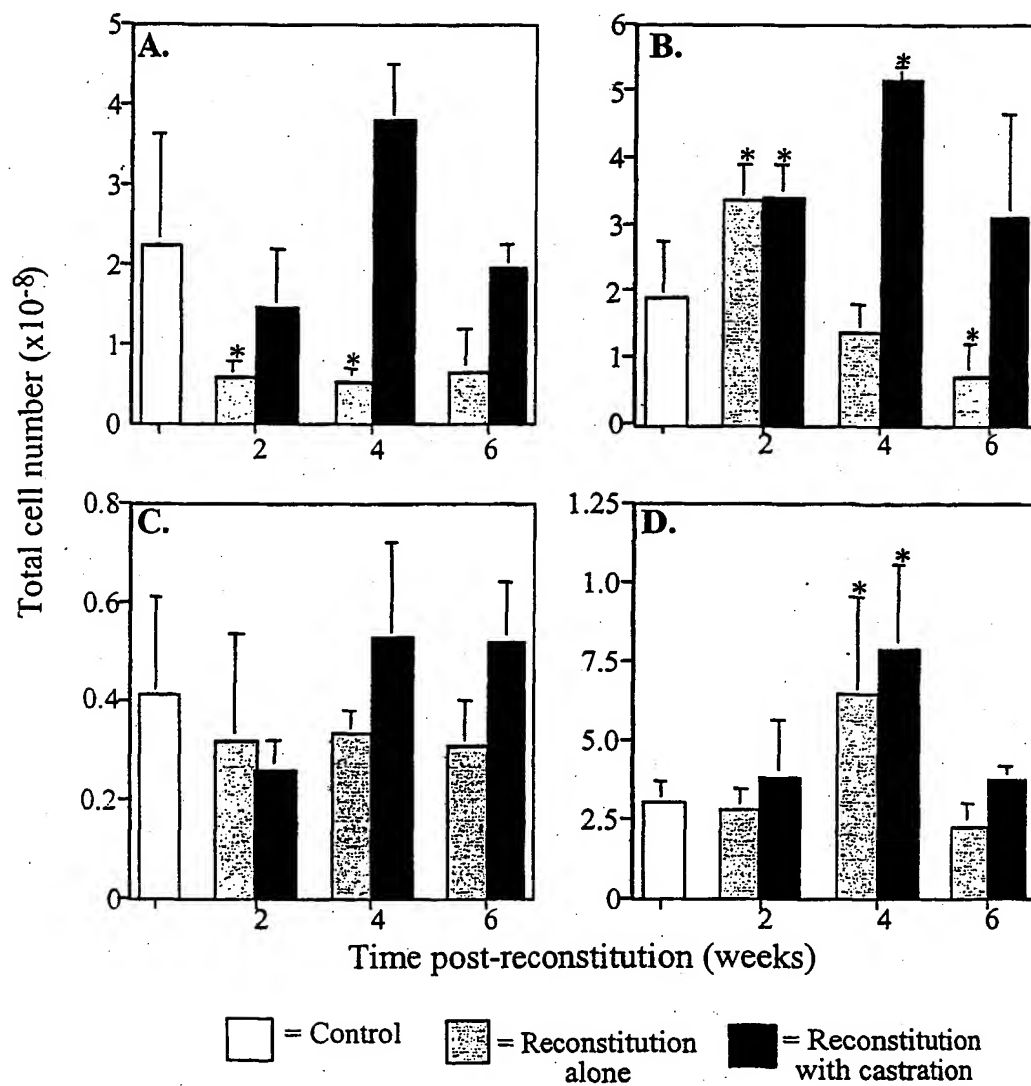 Total cell number (x10-8)
A.
5
4
3
2
1
0
* *
2 4 6
B.
6
5
4
3
2
1
0
* * * *
2 4 6
C.
0.8
0.6
0.4
0.2
0
2 4 6
D.
1.25
1.0
7.5
5.0
2.5
0
* *
2 4 6
Time post-reconstitution (weeks)
= Control
= Reconstitution
alone
= Reconstitution
with castration